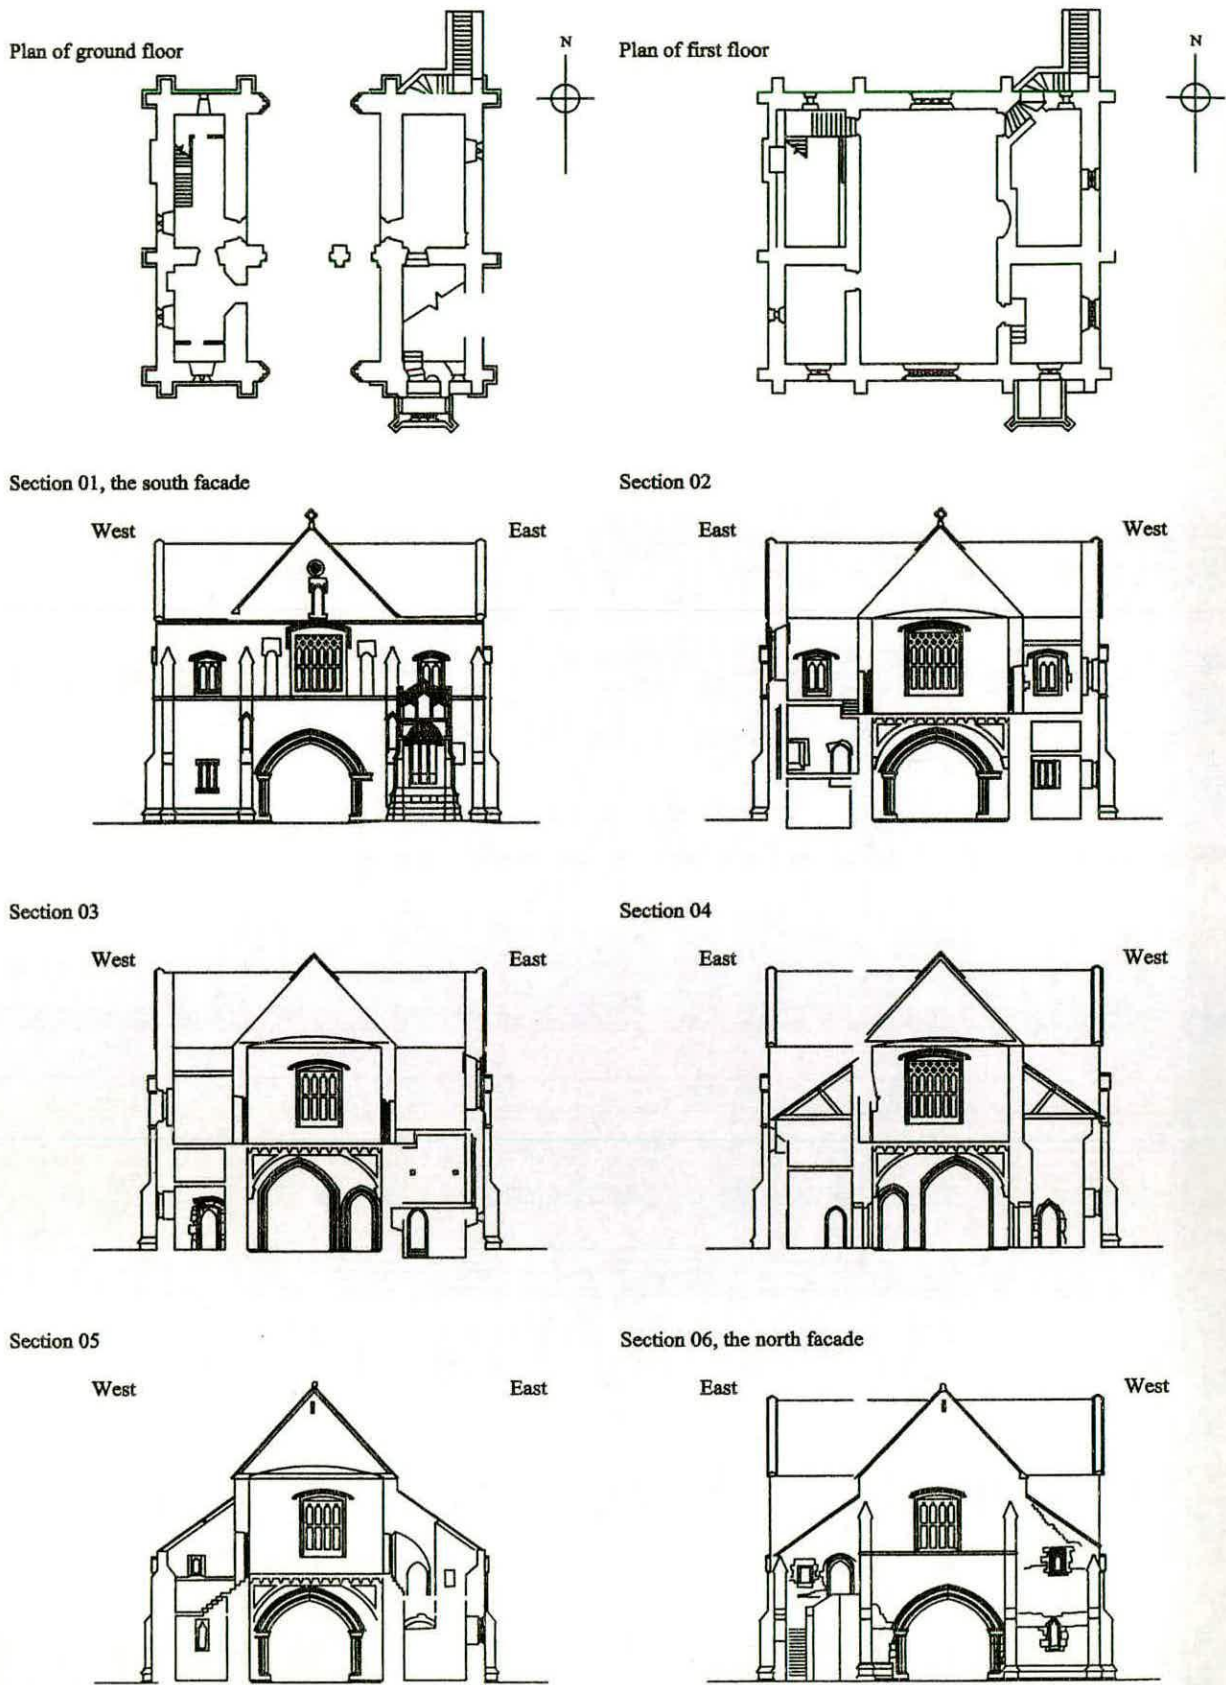 Plan of ground floor
N
Plan of first floor
N
Section 01, the south facade
West
East
Section 02
East
West
Section 03
West
East
Section 04
East
West
Section 05
West
East
Section 06, the north facade
East
West